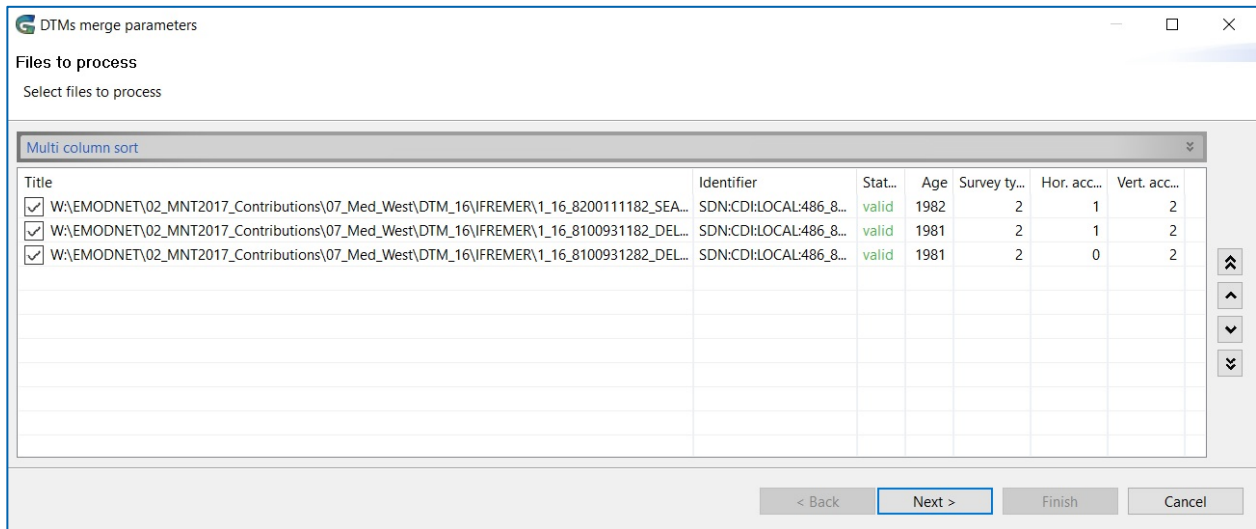 DTMs merge parameters
Files to process
Select files to process
Multi column sort
Title Identifier Stat... Age Survey ty... Hor. acc... Vert. acc...
W:\EMODNET\02_MNT2017_Contributions\07_Med_West\DTM_16\IFREMER\1_16_8200111182_SEA... SDN:CDI:LOCAL:486_8... valid 1982 2 1 2
W:\EMODNET\02_MNT2017_Contributions\07_Med_West\DTM_16\IFREMER\1_16_8100931182_DEL... SDN:CDI:LOCAL:486_8... valid 1981 2 1 2
W:\EMODNET\02_MNT2017_Contributions\07_Med_West\DTM_16\IFREMER\1_16_8100931282_DEL... SDN:CDI:LOCAL:486_8... valid 1981 2 0 2
< Back Next > Finish Cancel